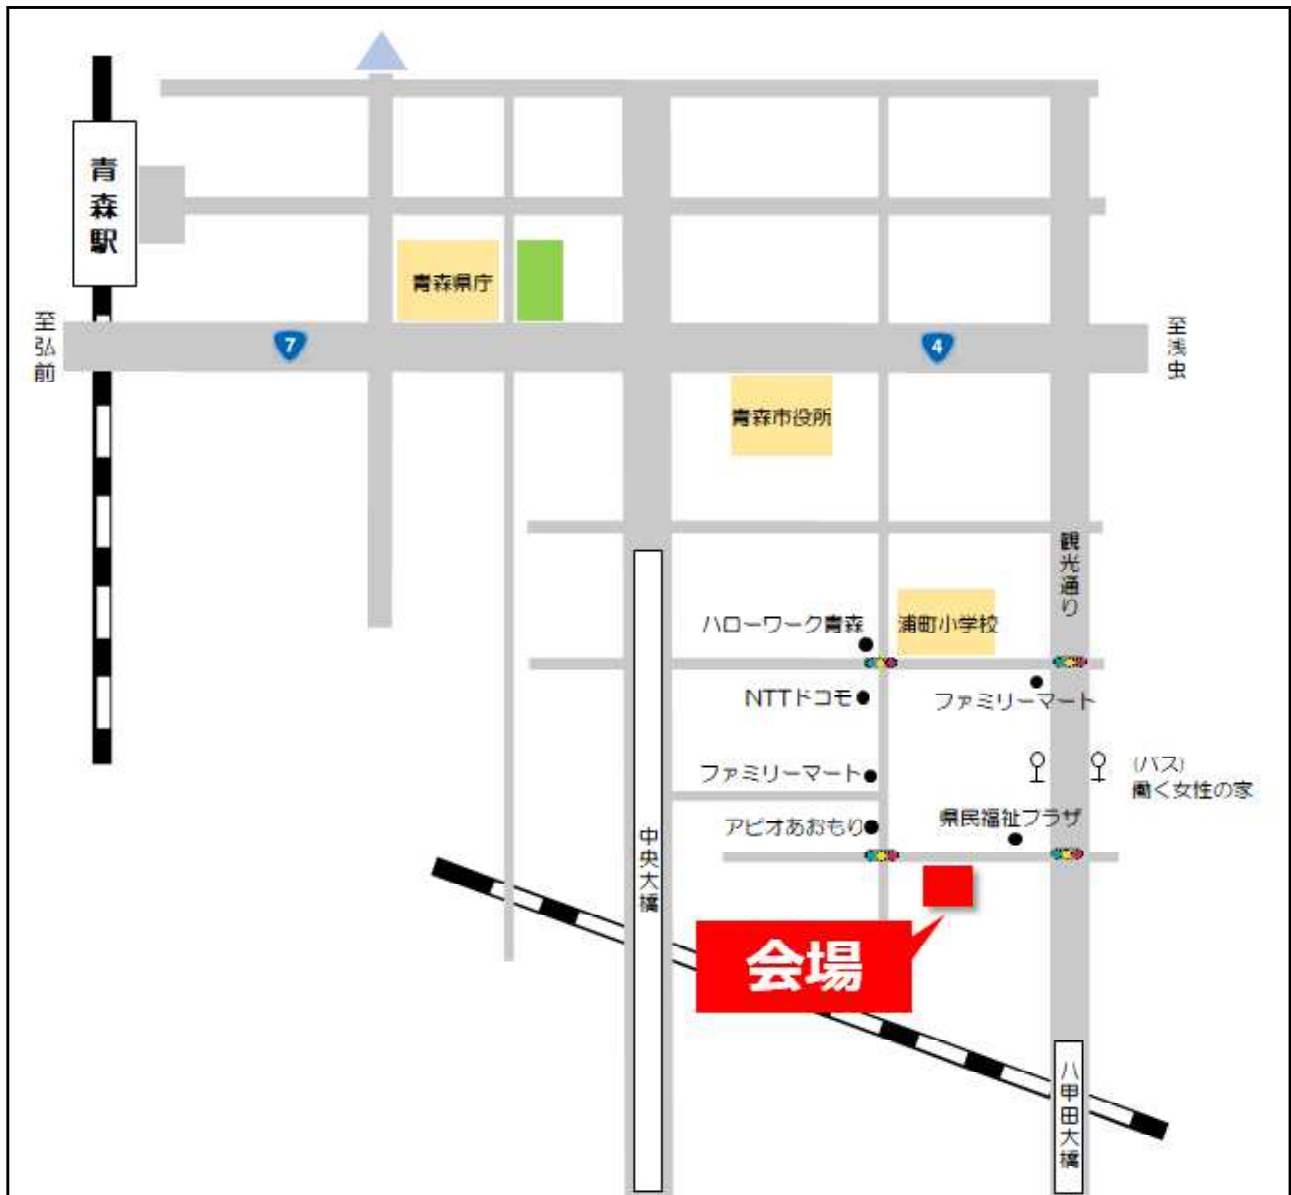 青森駅
青森県庁
至弘前
7
4
至浅虫
青森市役所
観光通り
ハローワーク青森
浦町小学校
NTTドコモ
ファミリーマート
ファミリーマート
(バス)
働く女性の家
アピオあおもり
県民福祉プラザ
中央大橋
会場
八甲田大橋